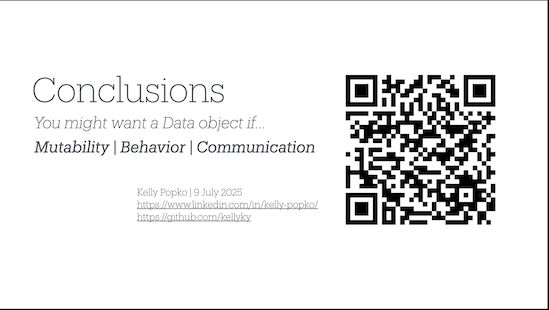 Conclusions
You might want a Data object if...
Mutability | Behavior | Communication
Kelly Popko | 9 July 2025
https://www.linkedin.com/in/kelly-popko/
https://github.com/kellyky